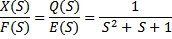 X(S)/F(S) = Q(S)/E(S) = 1/(S² + S + 1)